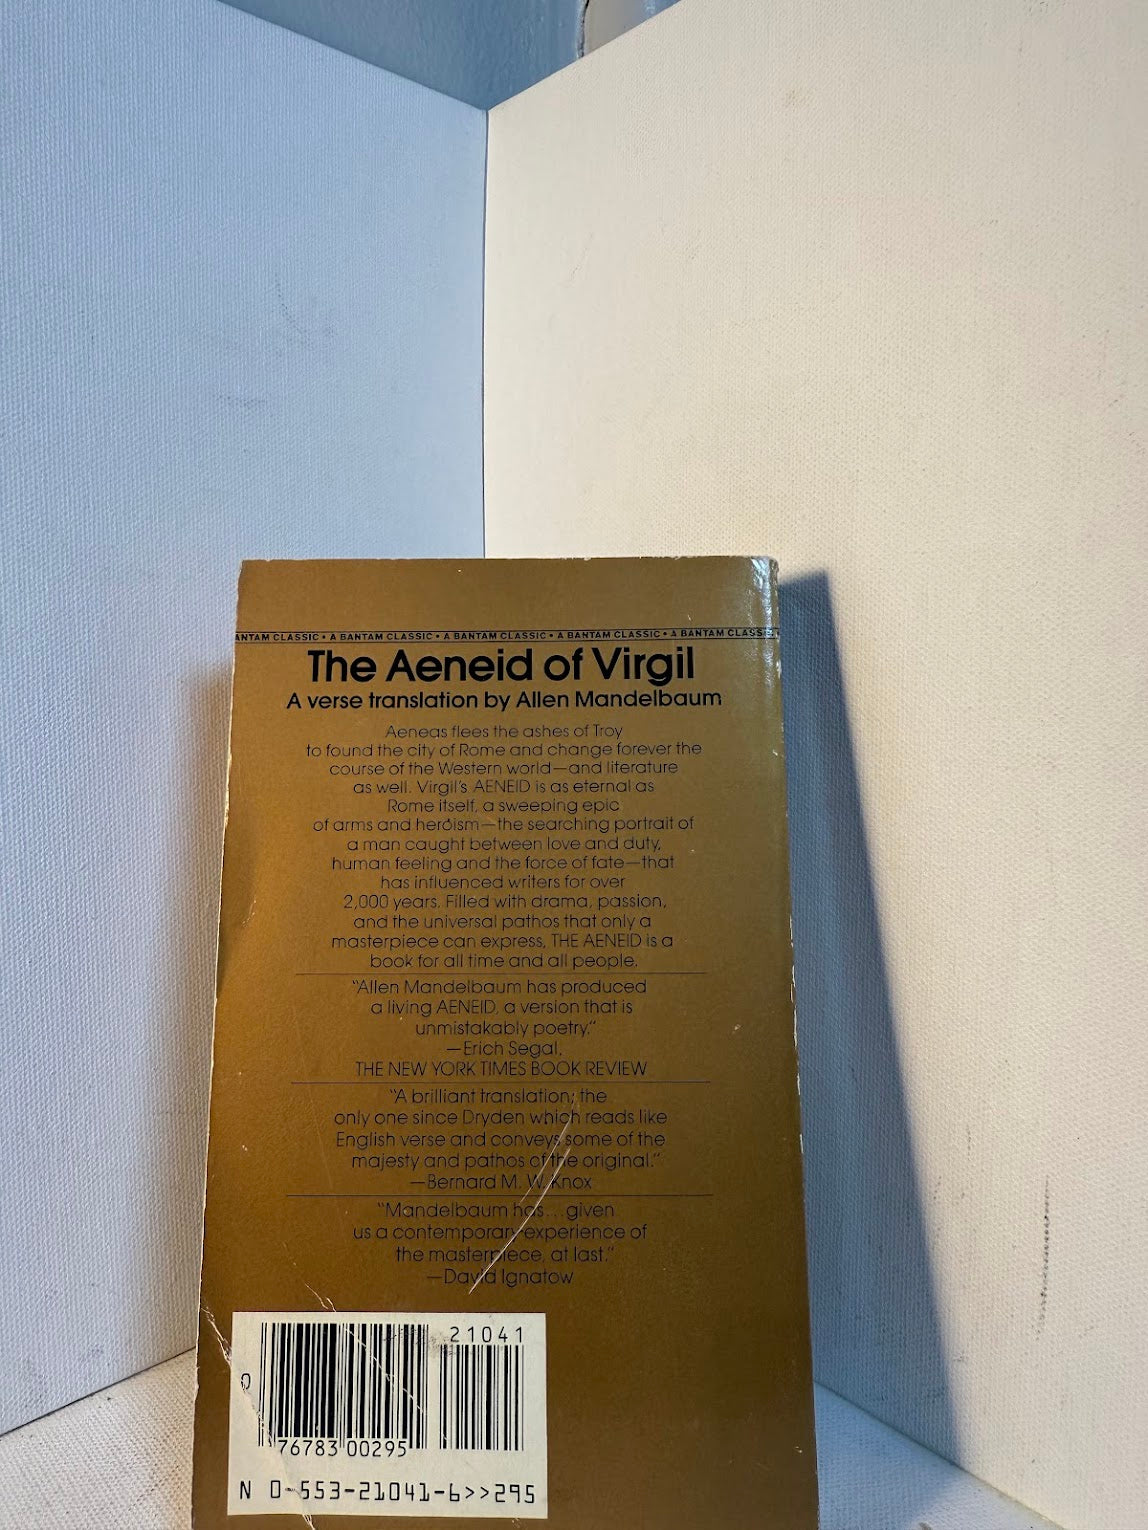 ANTAM CLASSIC • A BANTAM CLASSIC • A BANTAM CLASSIC • A BANTAM CLASSIC • A BANTAM CLASSIC
The Aeneid of Virgil
A verse translation by Allen Mandelbaum
Aeneas flees the ashes of Troy
to found the city of Rome and change forever the
course of the Western world—and literature
as well. Virgil's AENEID is as eternal as
Rome itself, a sweeping epic
of arms and heroism—the searching portrait of
a man caught between love and duty,
human feeling and the force of fate—that
has influenced writers for over
2,000 years. Filled with drama, passion,
and the universal pathos that only a
masterpiece can express, THE AENEID is a
book for all time and all people.
"Allen Mandelbaum has produced
a living AENEID, a version that is
unmistakably poetry."
—Erich Segal,
THE NEW YORK TIMES BOOK REVIEW
"A brilliant translation; the
only one since Dryden which reads like
English verse and conveys some of the
majesty and pathos of the original."
—Bernard M. W. Knox
"Mandelbaum has... given
us a contemporary experience of
the masterpiece, at last."
—David Ignatow
21041
0
76783 00295
N 0-553-21041-6>>295